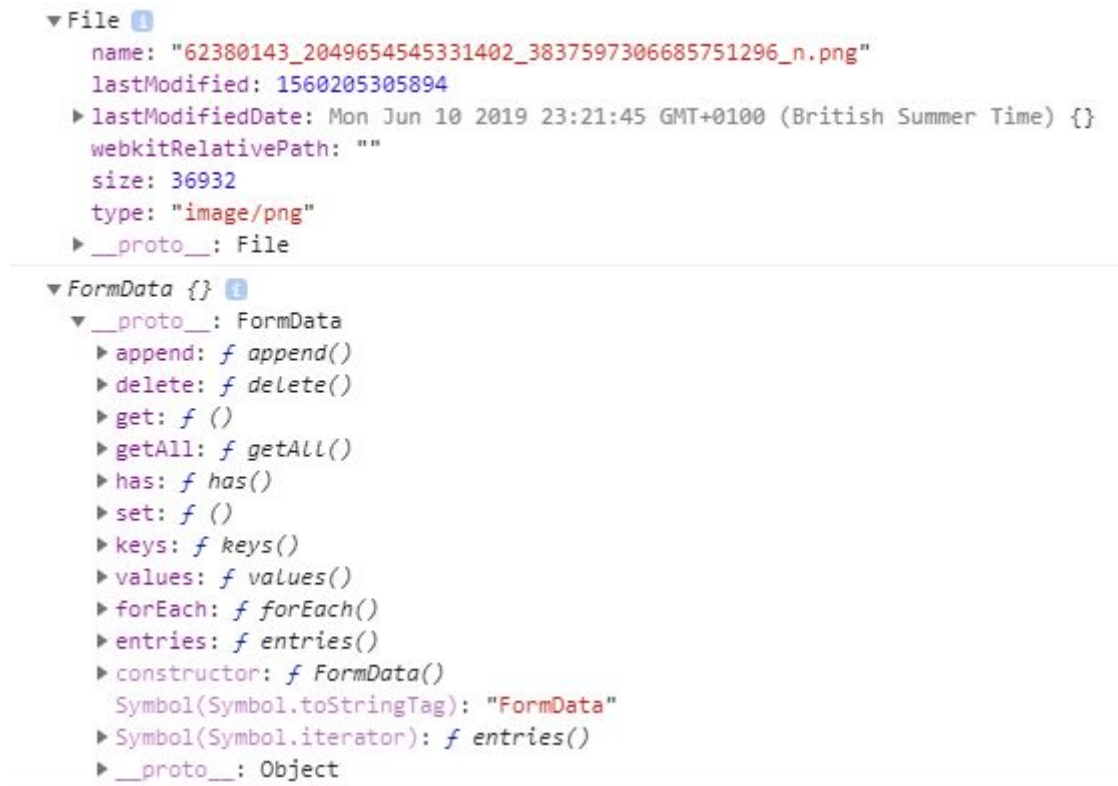 ▼File i
name: "62380143_2049654545331402_3837597306685751296_n.png"
lastModified: 1560205305894
▶lastModifiedDate: Mon Jun 10 2019 23:21:45 GMT+0100 (British Summer Time) {}
webkitRelativePath: ""
size: 36932
type: "image/png"
▶__proto__: File
▼FormData {} i
▼__proto__: FormData
▶append: ƒ append()
▶delete: ƒ delete()
▶get: ƒ ()
▶getAll: ƒ getAll()
▶has: ƒ has()
▶set: ƒ ()
▶keys: ƒ keys()
▶values: ƒ values()
▶forEach: ƒ forEach()
▶entries: ƒ entries()
▶constructor: ƒ FormData()
Symbol(Symbol.toStringTag): "FormData"
▶Symbol(Symbol.iterator): ƒ entries()
▶__proto__: Object